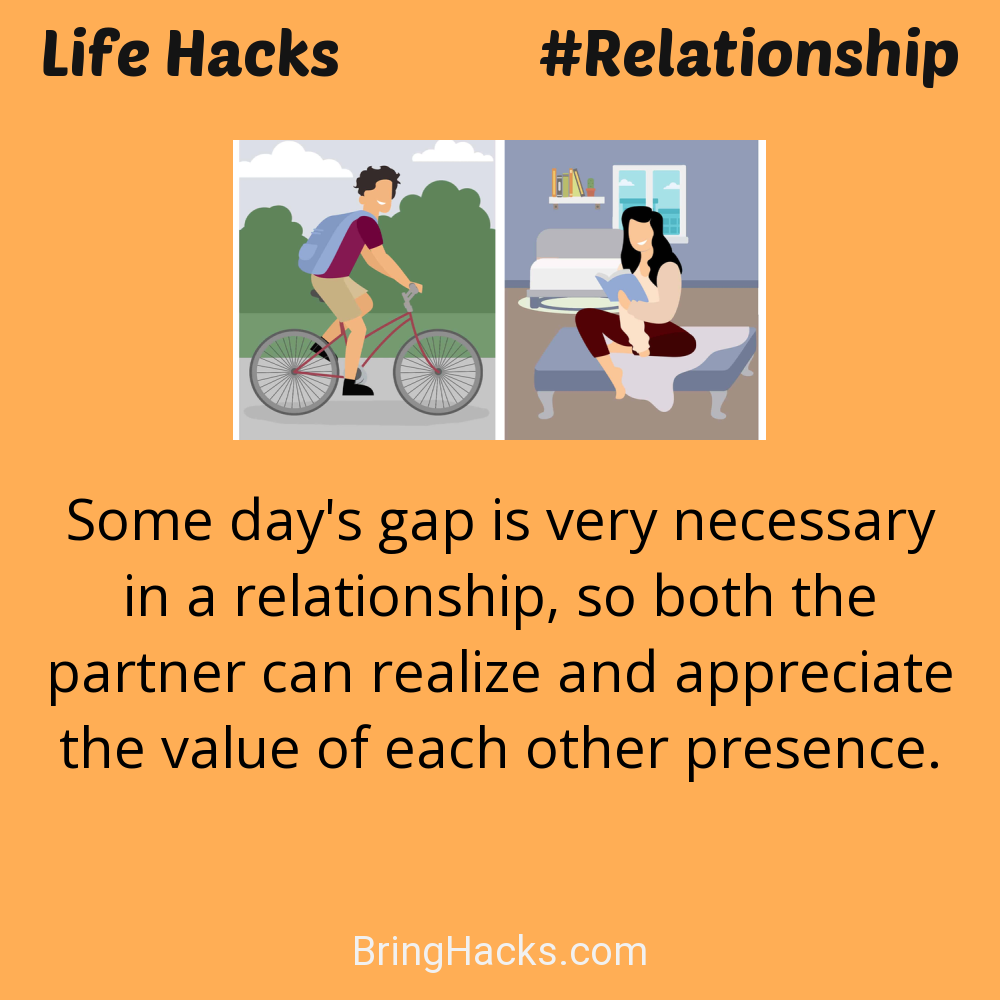 Life Hacks #Relationship
Some day's gap is very necessary
in a relationship, so both the
partner can realize and appreciate
the value of each other presence.
BringHacks.com